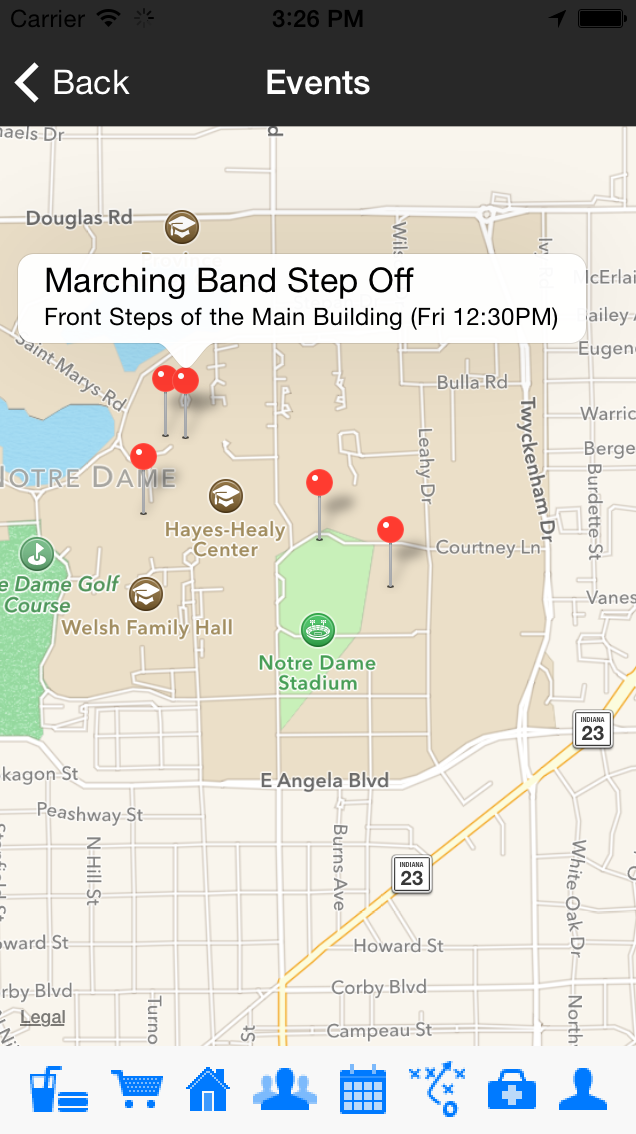 Carrier 3:26 PM
Back
Events
haels Dr
Douglas Rd
Marching Band Step Off
Front Steps of the Main Building (Fri 12:30PM)
McErlai
Bailey
Eugen
Saint Marys Rd
Bulla Rd
Twyckenham Dr
Warric
Berge
Leahy Dr
Burdette St
NOTRE DAME
Hayes-Healy
Center
Courtney Ln
e Dame Golf
Course
Welsh Family Hall
Vanes
Notre Dame
Stadium
INDIANA
23
kagon St
E Angela Blvd
Peashway St
N Hill St
Burns Ave
INDIANA
23
White Oak Dr
oward St
Howard St
rby Blvd
Corby Blvd
Legal
Turno
St
Campeau St
North